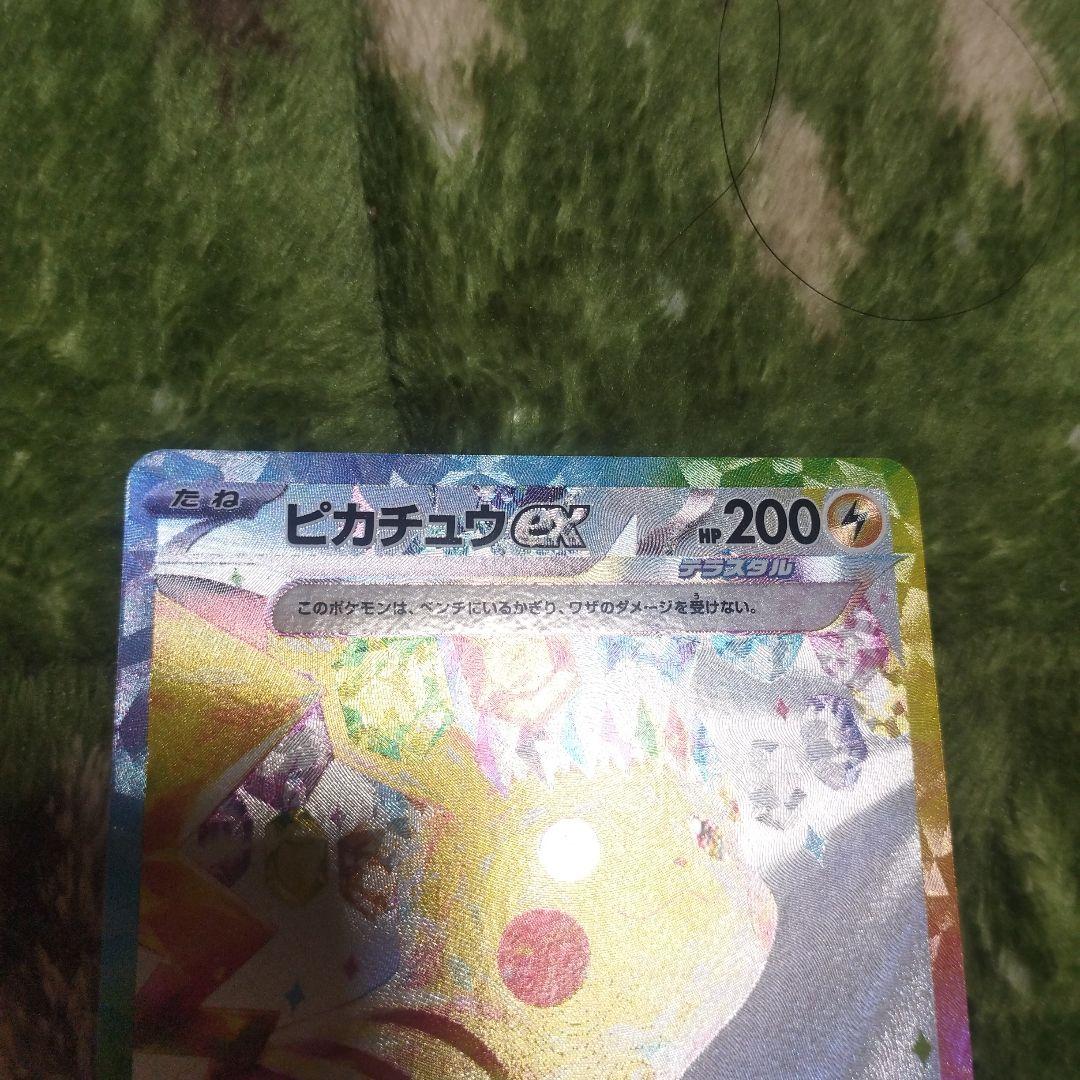 たね
ピカチュウex HP 200
テラスタル
このポケモンは、ベンチにいるかぎり、ワザのダメージを受けない。